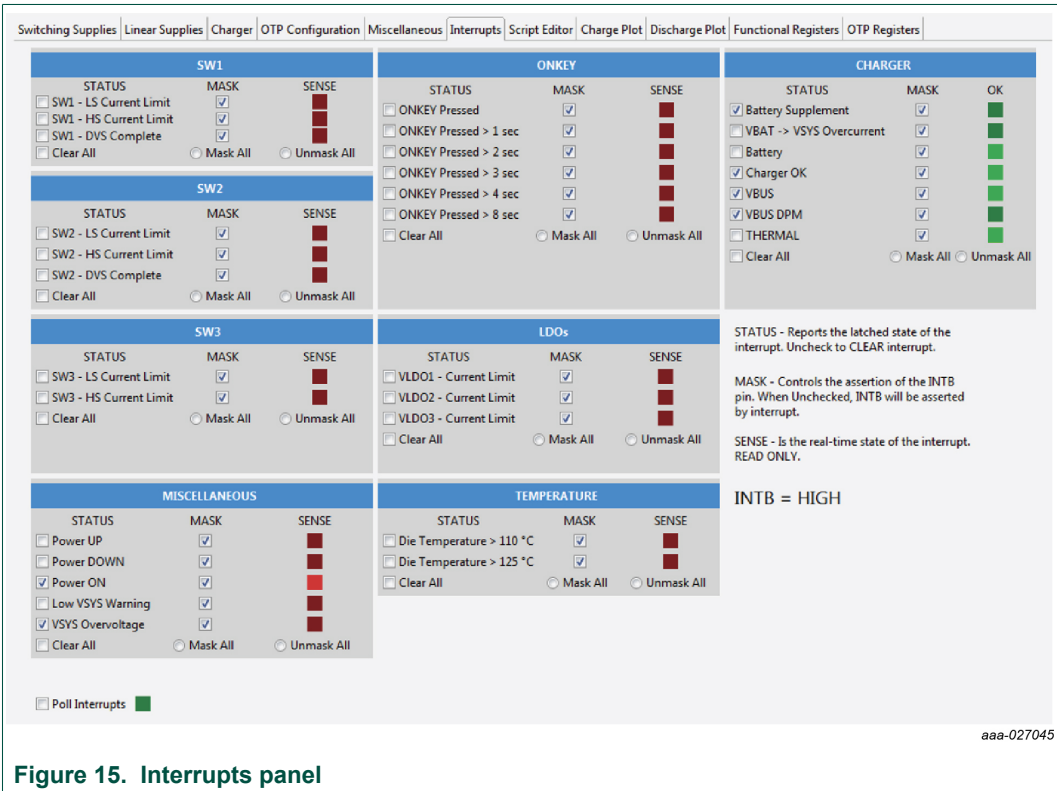 Switching Supplies Linear Supplies Charger OTP Configuration Miscellaneous Interrupts Script Editor Charge Plot Discharge Plot Functional Registers OTP Registers
SW1
STATUS MASK SENSE
SW1 - LS Current Limit
SW1 - HS Current Limit
SW1 - DVS Complete
Clear All Mask All Unmask All
SW2
STATUS MASK SENSE
SW2 - LS Current Limit
SW2 - HS Current Limit
SW2 - DVS Complete
Clear All Mask All Unmask All
SW3
STATUS MASK SENSE
SW3 - LS Current Limit
SW3 - HS Current Limit
Clear All Mask All Unmask All
MISCELLANEOUS
STATUS MASK SENSE
Power UP
Power DOWN
Power ON
Low VSYS Warning
VSYS Overvoltage
Clear All Mask All Unmask All
Poll Interrupts
ONKEY
STATUS MASK SENSE
ONKEY Pressed
ONKEY Pressed > 1 sec
ONKEY Pressed > 2 sec
ONKEY Pressed > 3 sec
ONKEY Pressed > 4 sec
ONKEY Pressed > 8 sec
Clear All Mask All Unmask All
LDOs
STATUS MASK SENSE
VLDO1 - Current Limit
VLDO2 - Current Limit
VLDO3 - Current Limit
Clear All Mask All Unmask All
TEMPERATURE
STATUS MASK SENSE
Die Temperature > 110 °C
Die Temperature > 125 °C
Clear All Mask All Unmask All
CHARGER
STATUS MASK OK
Battery Supplement
VBAT -> VSYS Overcurrent
Battery
Charger OK
VBUS
VBUS DPM
THERMAL
Clear All Mask All Unmask All
STATUS - Reports the latched state of the
interrupt. Uncheck to CLEAR interrupt.
MASK - Controls the assertion of the INTB
pin. When Unchecked, INTB will be asserted
by interrupt.
SENSE - Is the real-time state of the interrupt.
READ ONLY.
INTB = HIGH
aaa-027045
Figure 15. Interrupts panel